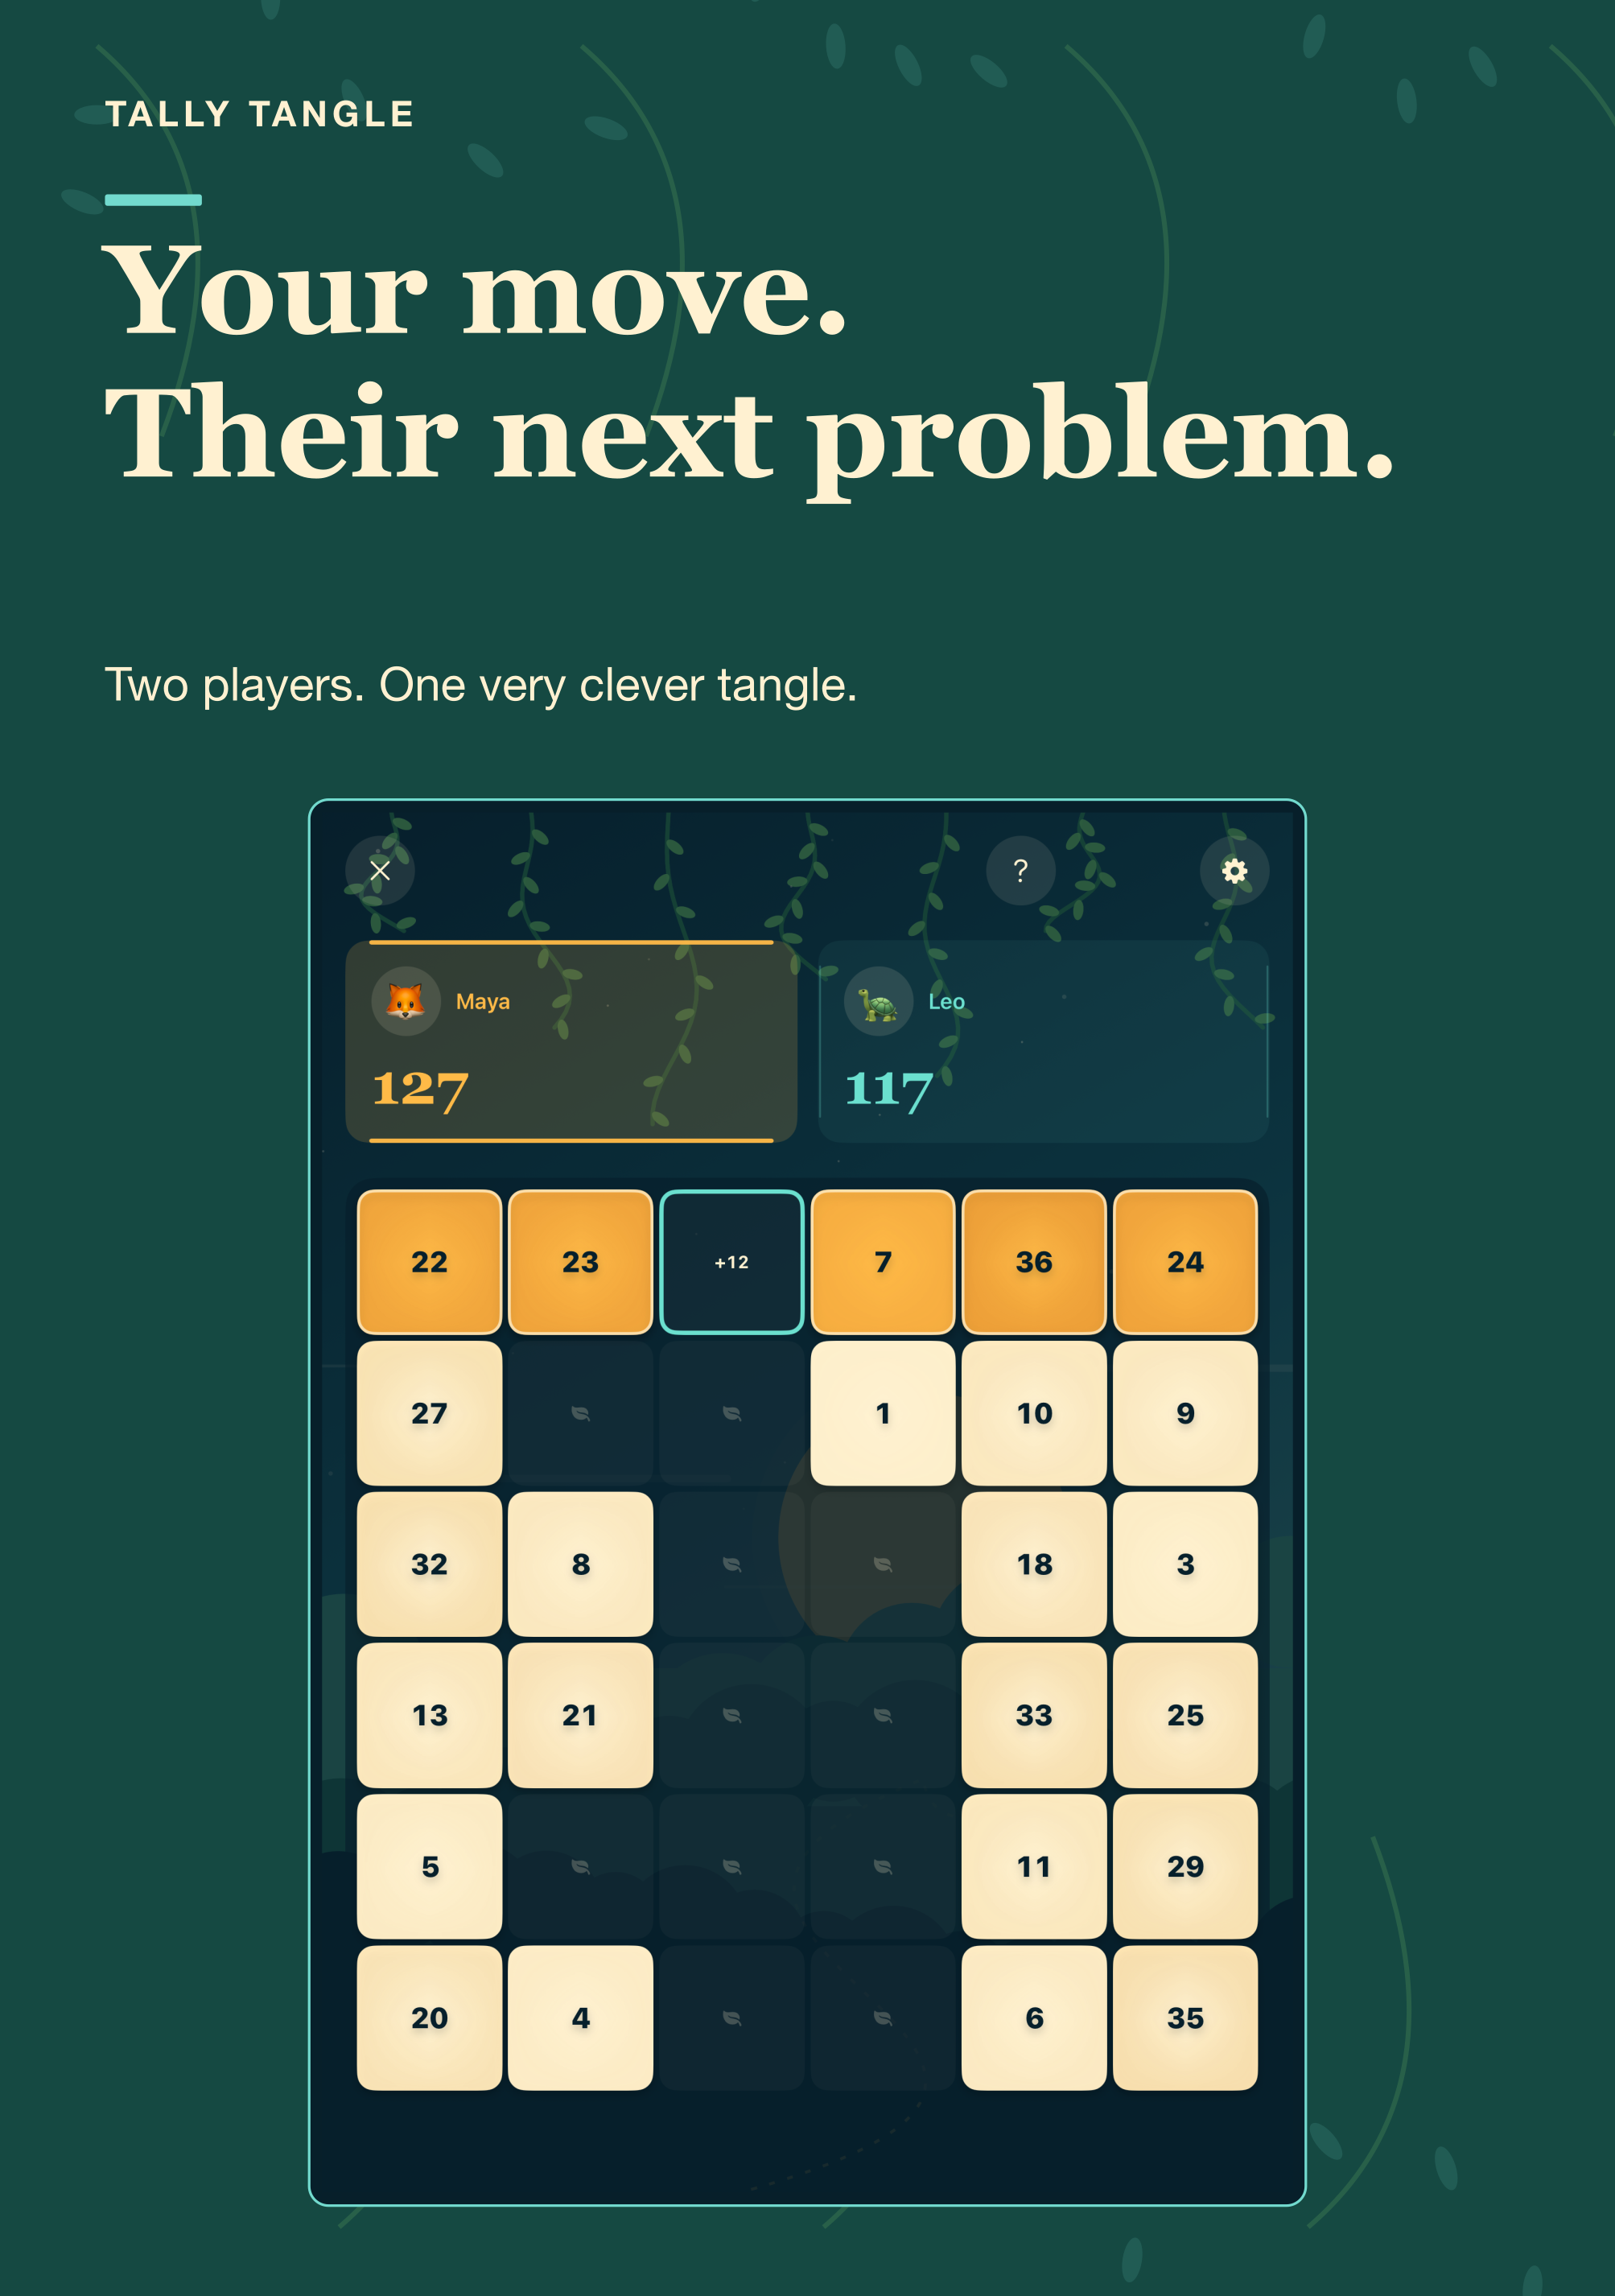 TALLY TANGLE
Your move.
Their next problem.
Two players. One very clever tangle.
?
Maya
Leo
127
117
22 23 +12 7 36 24
27 1 10 9
32 8 18 3
13 21 33 25
5 11 29
20 4 6 35